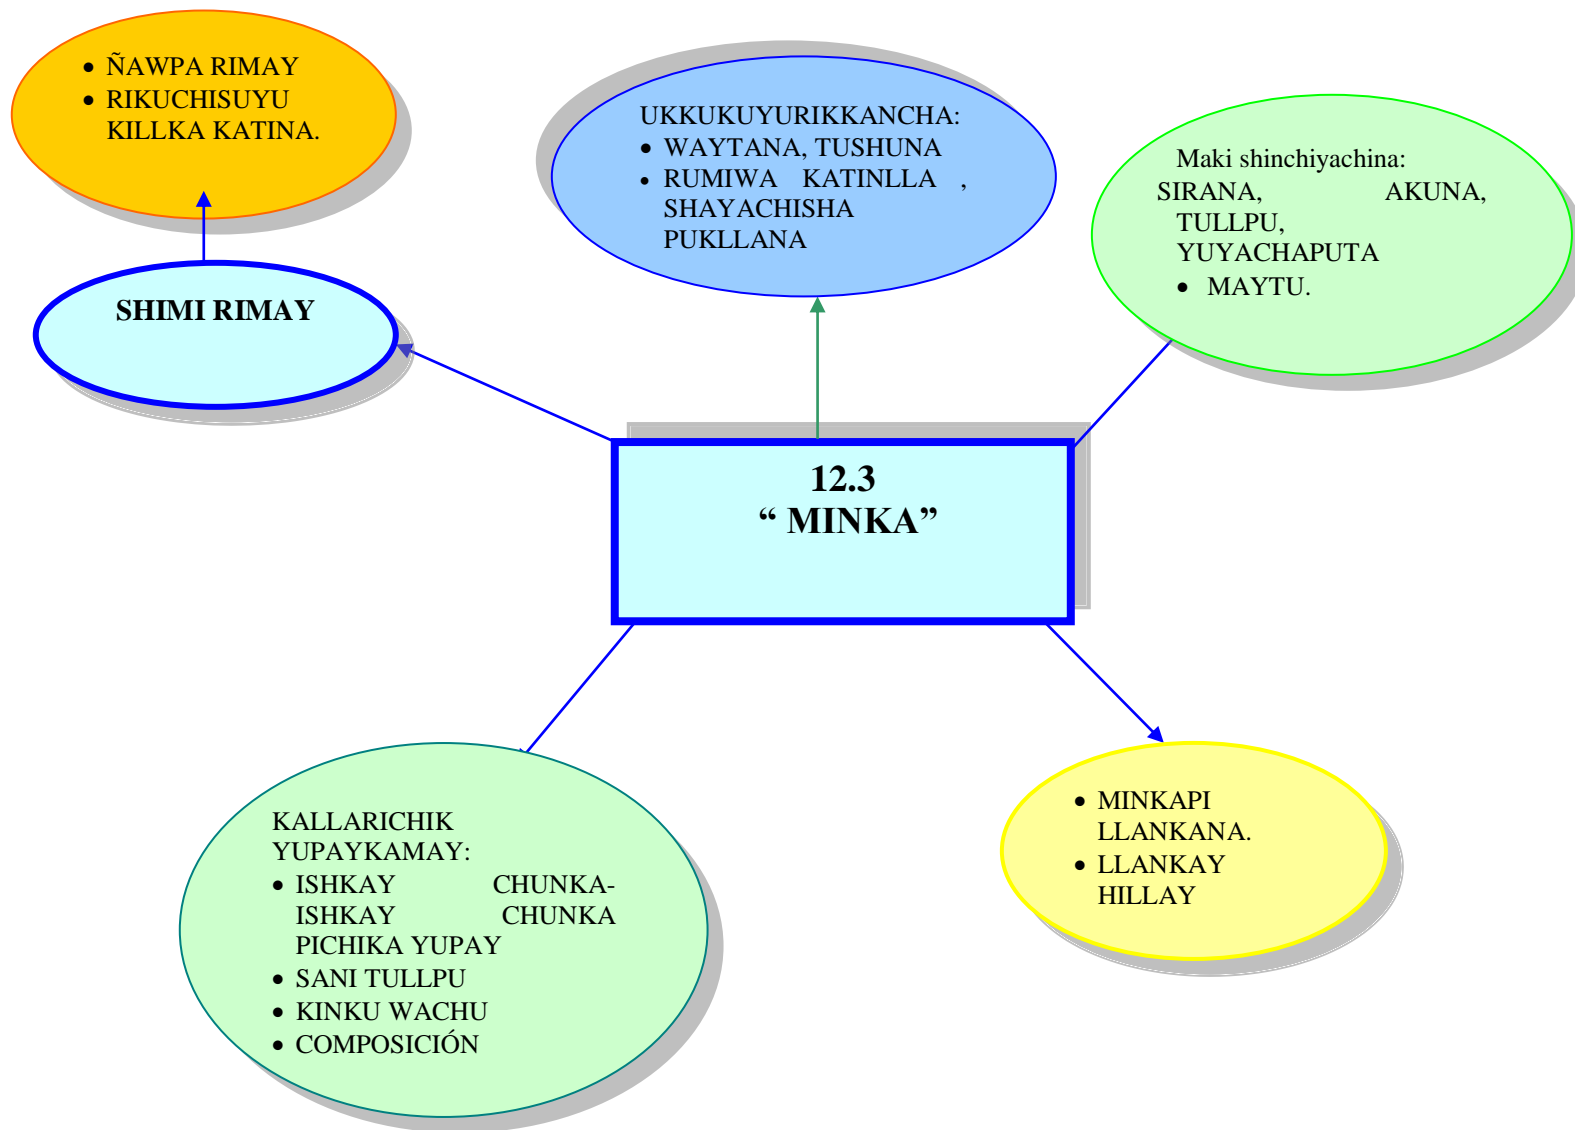 • ÑAWPA RIMAY
• RIKUCHISUYU
KILLKA KATINA.
UKKUKUYURIKKANCHA:
• WAYTANA, TUSHUNA
• RUMIWA KATINLLA ,
SHAYACHISHA
PUKLLANA
Maki shinchiyachina:
SIRANA, AKUNA,
TULLPU,
YUYACHAPUTA
• MAYTU.
SHIMI RIMAY
12.3
“ MINKA”
KALLARICHIK
YUPAYKAMAY:
• ISHKAY CHUNKA-
ISHKAY CHUNKA
PICHIKA YUPAY
• SANI TULLPU
• KINKU WACHU
• COMPOSICIÓN
• MINKAPI
LLANKANA.
• LLANKAY
HILLAY